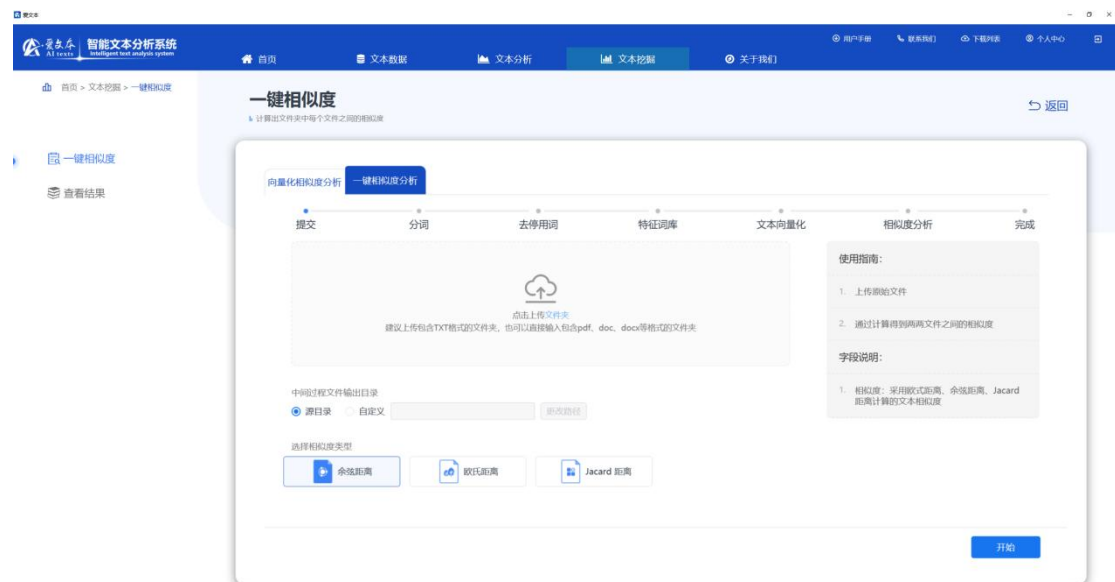 爱文本
爱文本 智能文本分析系统
AI texts Intelligent text analysis system
用户手册 联系我们 下载列表 个人中心
首页 文本数据 文本分析 文本挖掘 关于我们
首页 > 文本挖掘 > 一键相似度
一键相似度
计算出文件夹中每个文件之间的相似度
返回
一键相似度
查看结果
向量化相似度分析 一键相似度分析
提交 分词 去停用词 特征词库 文本向量化 相似度分析 完成
点击上传文件夹
建议上传包含TXT格式的文件夹，也可以直接输入包含pdf、doc、docx等格式的文件夹
使用指南：
1. 上传原始文件
2. 通过计算得到两两文件之间的相似度
字段说明：
1. 相似度：采用欧式距离、余弦距离、Jacard
距离计算的文本相似度
中间过程文件输出目录
源目录 自定义 更改路径
选择相似度类型
余弦距离 欧氏距离 Jacard 距离
开始